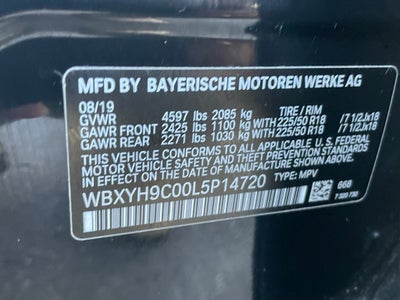 MFD BY BAYERISCHE MOTOREN WERKE AG
08/19 TIRE / RIM
GVWR 4597 lbs 2085 kg
GAWR FRONT 2425 lbs 1100 kg 225/50 R18 /7 1/2Jx18
GAWR REAR 2271 lbs 1030 kg 225/50 R18 /7 1/2Jx18
THIS VEHICLE CONFORMS TO ALL APPLICABLE U.S. FEDERAL
MOTOR VEHICLE SAFETY AND THEFT PREVENTION STANDARDS
IN EFFECT ON THE DATE OF MANUFACTURE SHOWN ABOVE.
WBXYH9C00L5P14720 TYPE: MPV 668